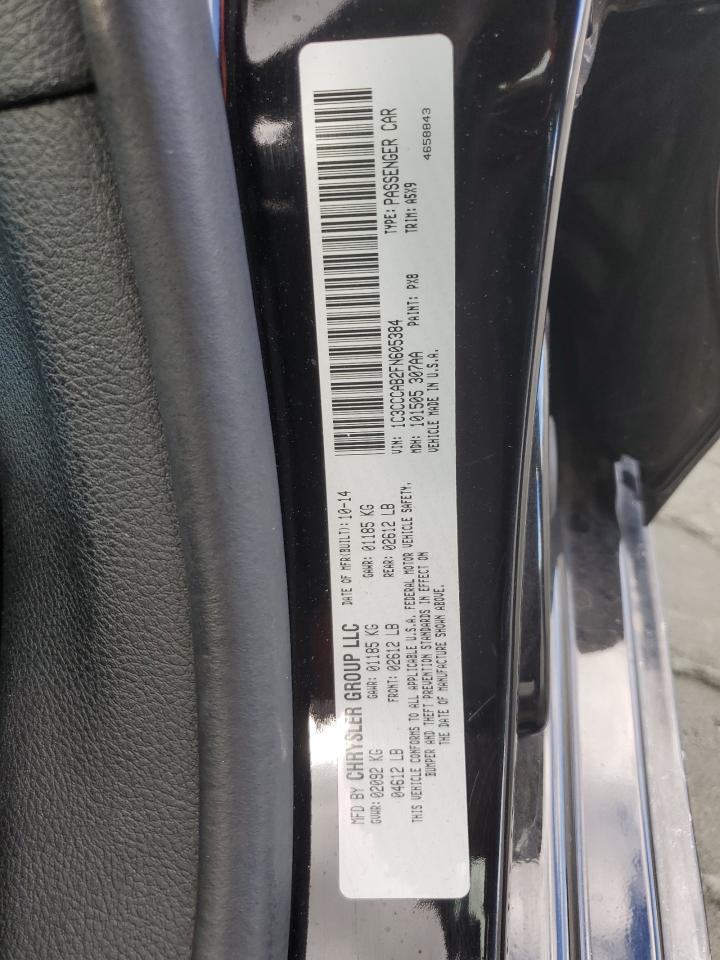 MFD BY CHRYSLER GROUP LLC DATE OF MFR(BUILT): 10-14
GVWR: 02092 KG GAWR: 01185 KG GAWR: 01185 KG
04612 LB FRONT: 02612 LB REAR: 02612 LB
THIS VEHICLE CONFORMS TO ALL APPLICABLE U.S.A. FEDERAL MOTOR VEHICLE SAFETY,
BUMPER AND THEFT PREVENTION STANDARDS IN EFFECT ON
THE DATE OF MANUFACTURE SHOWN ABOVE.
VIN: 1C3CCCAB2FN605384 TYPE: PASSENGER CAR
MDH: 101505 307AA PAINT: PX8 TRIM: A5X9
VEHICLE MADE IN U.S.A. 4658843